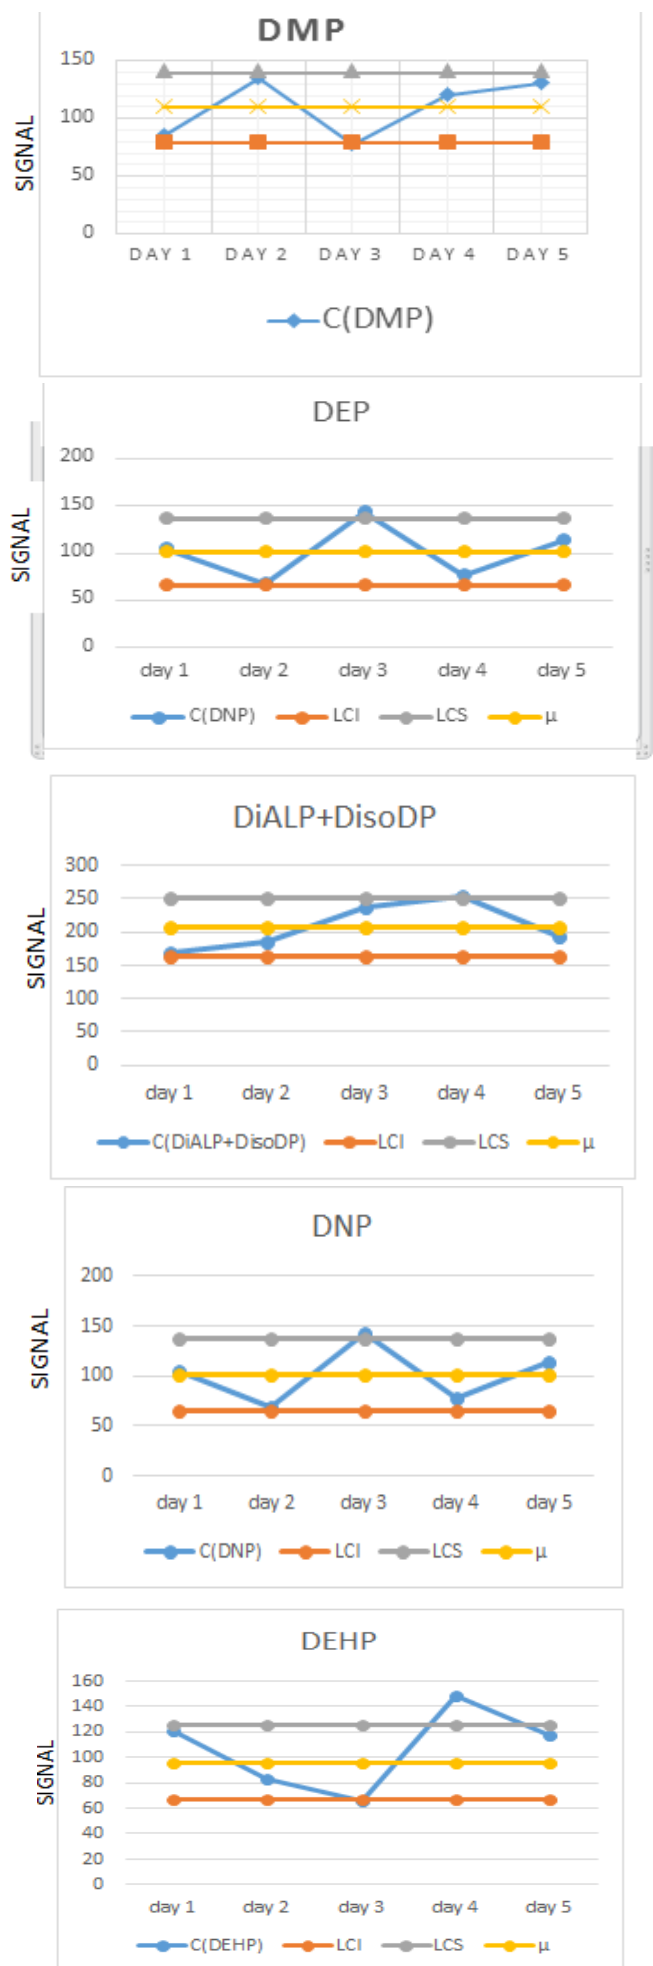 DMP
150
100
50
0
SIGNAL
DAY 1 DAY 2 DAY 3 DAY 4 DAY 5
C(DMP)
DEP
200
150
100
50
0
SIGNAL
day 1 day 2 day 3 day 4 day 5
C(DNP) LCI LCS µ
DiALP+DisoDP
300
250
200
150
100
50
0
SIGNAL
day 1 day 2 day 3 day 4 day 5
C(DiALP+DisoDP) LCI LCS µ
DNP
200
150
100
50
0
SIGNAL
day 1 day 2 day 3 day 4 day 5
C(DNP) LCI LCS µ
DEHP
160
140
120
100
80
60
40
20
0
SIGNAL
day 1 day 2 day 3 day 4 day 5
C(DEHP) LCI LCS µ